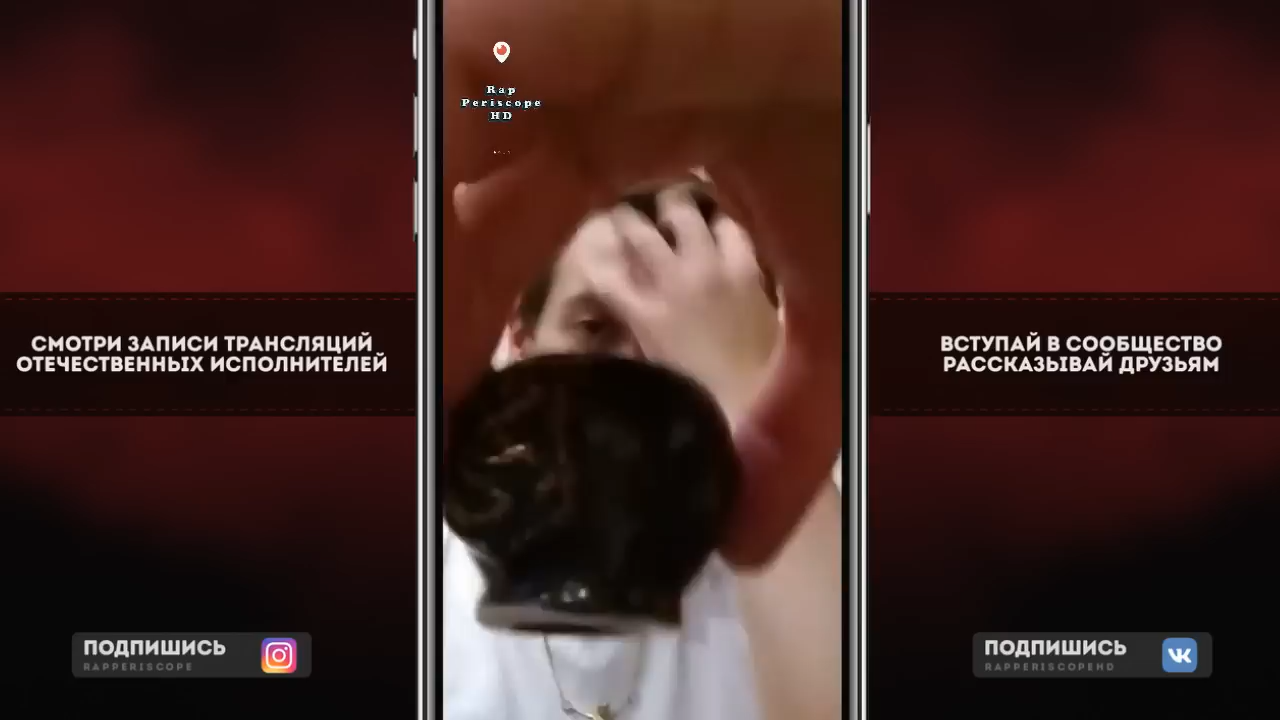 Rap
Periscope
HD
СМОТРИ ЗАПИСИ ТРАНСЛЯЦИЙ
ОТЕЧЕСТВЕННЫХ ИСПОЛНИТЕЛЕЙ
ВСТУПАЙ В СООБЩЕСТВО
РАССКАЗЫВАЙ ДРУЗЬЯМ
ПОДПИШИСЬ
RAPPERISCOPE
ПОДПИШИСЬ
RAPPERISCOPEHD